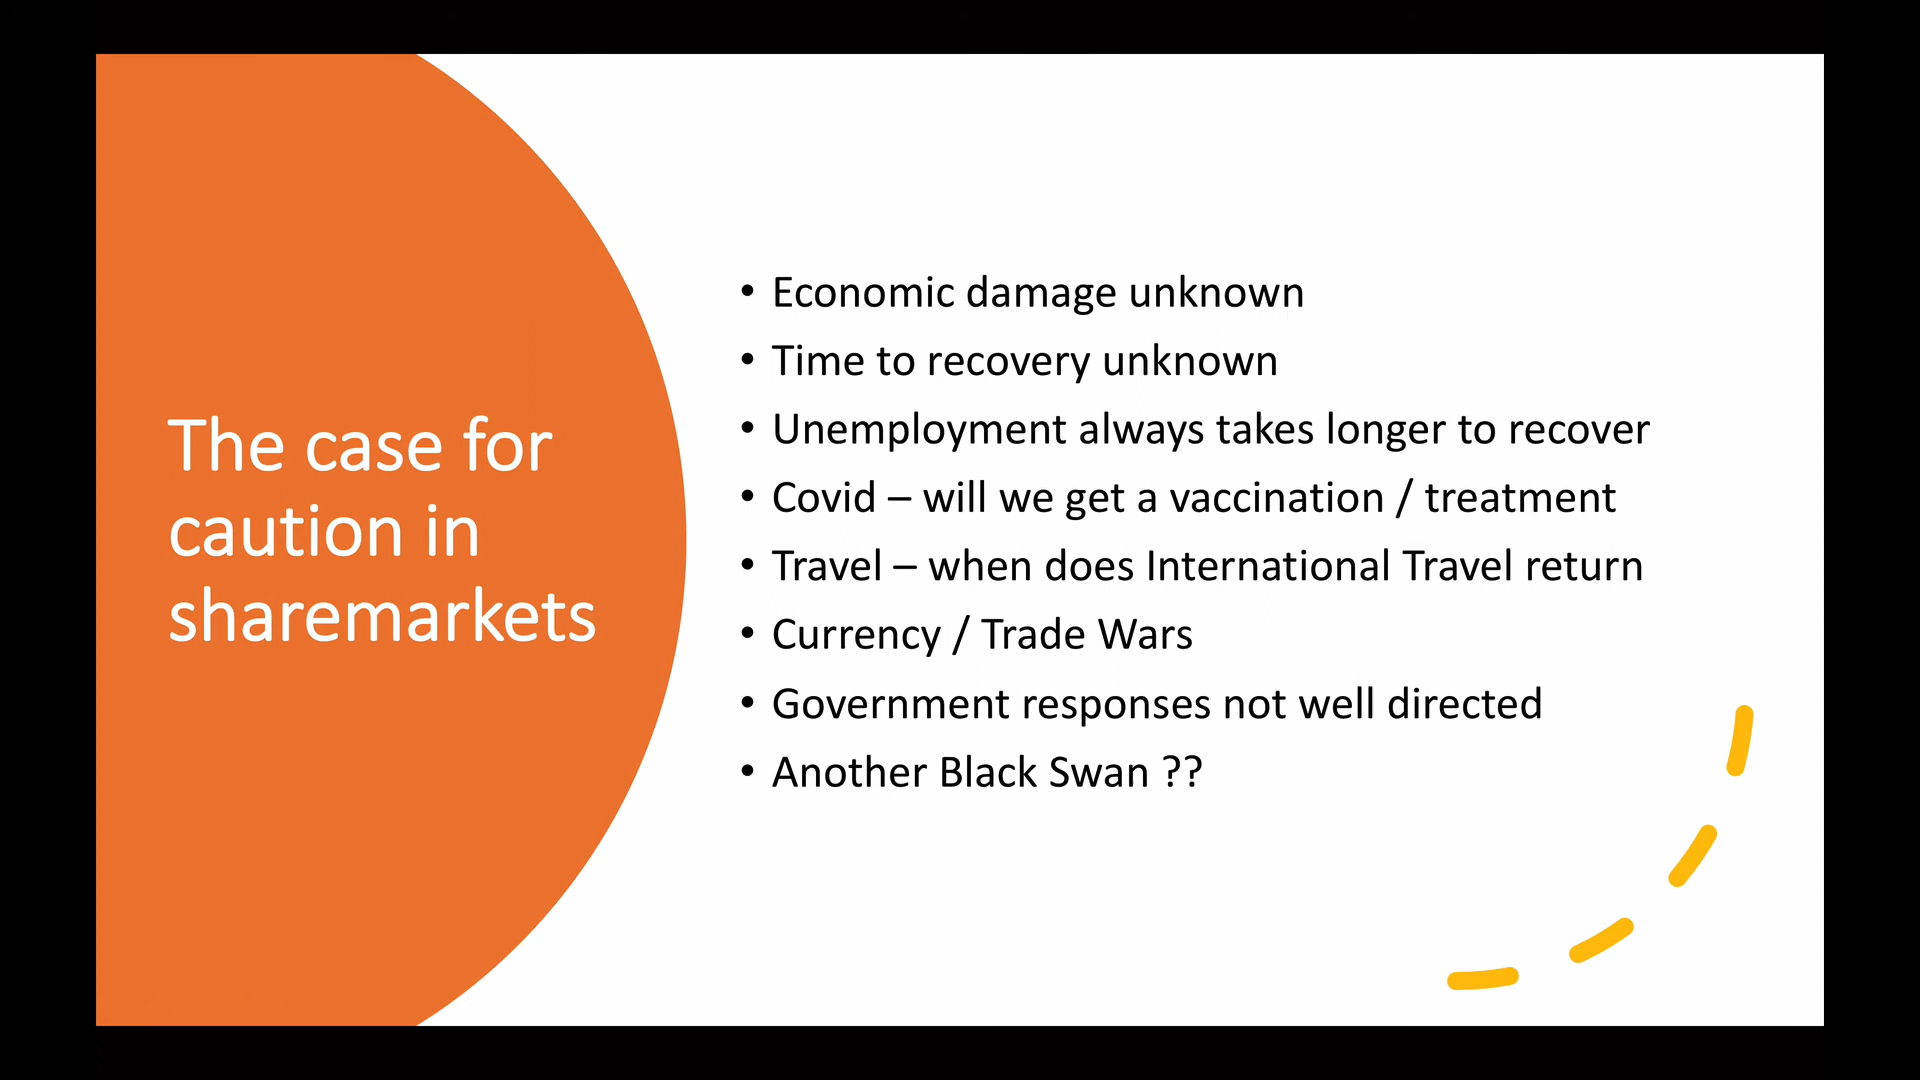 The case for
caution in
sharemarkets
• Economic damage unknown
• Time to recovery unknown
• Unemployment always takes longer to recover
• Covid – will we get a vaccination / treatment
• Travel – when does International Travel return
• Currency / Trade Wars
• Government responses not well directed
• Another Black Swan ??